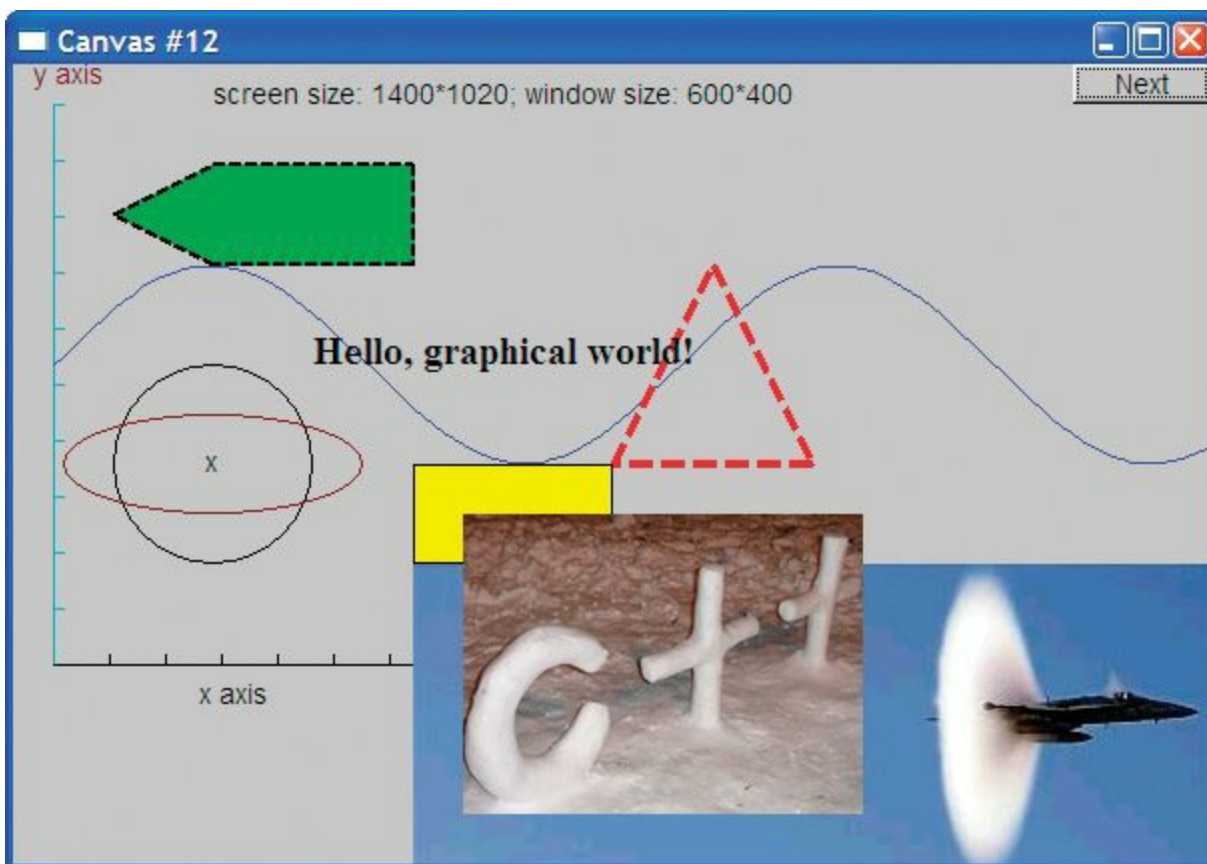 Canvas #12
y axis
screen size: 1400*1020; window size: 600*400
Next
Hello, graphical world!
x
x axis
C++